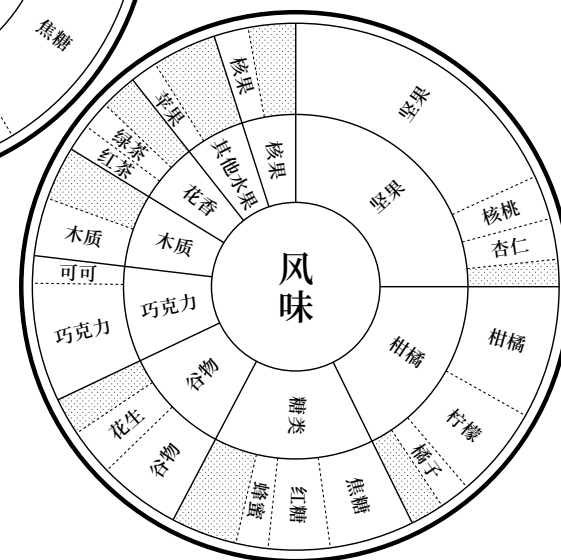 焦糖
风味
坚果
坚果
核桃
杏仁
柑橘
柑橘
柠檬
橘子
糖类
焦糖
红糖
蜂蜜
谷物
谷物
花生
巧克力
巧克力
可可
木质
木质
花香
红茶
绿茶
其他水果
苹果
核果
核果